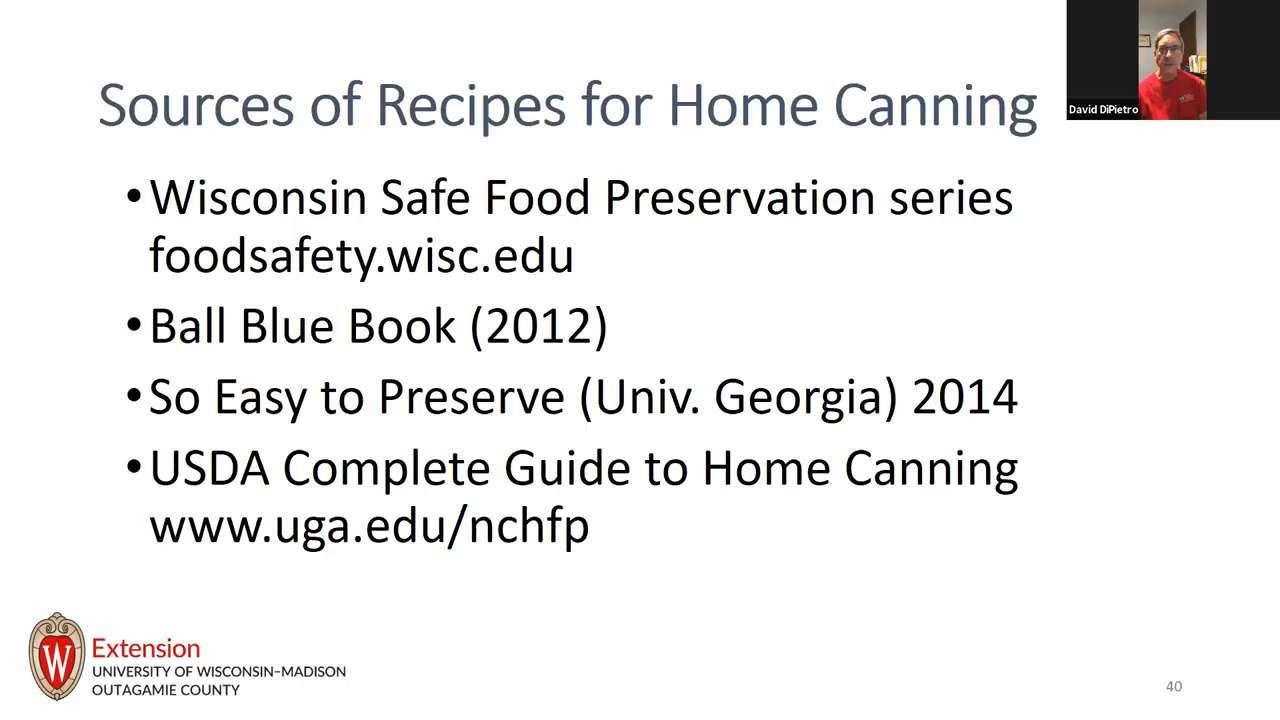 Sources of Recipes for Home Canning
David DiPietro
•Wisconsin Safe Food Preservation series
foodsafety.wisc.edu
•Ball Blue Book (2012)
•So Easy to Preserve (Univ. Georgia) 2014
•USDA Complete Guide to Home Canning
www.uga.edu/nchfp
W
Extension
UNIVERSITY OF WISCONSIN–MADISON
OUTAGAMIE COUNTY
40